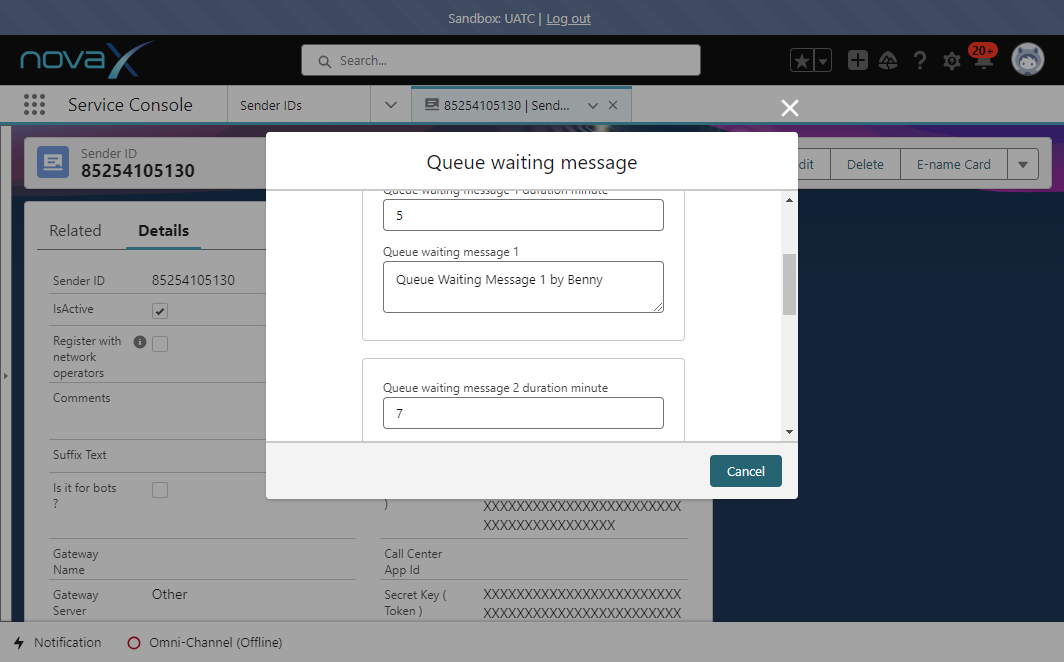 Sandbox: UATC | Log out
novaX
Search...
20+
Service Console
Sender IDs
85254105130 | Send...
Sender ID
85254105130
dit
Delete
E-name Card
Queue waiting message
Queue waiting message 1 duration minute
5
Queue waiting message 1
Queue Waiting Message 1 by Benny
Queue waiting message 2 duration minute
7
Cancel
Related
Details
Sender ID
85254105130
IsActive
Register with
network
operators
Comments
Suffix Text
Is it for bots
?
)
XXXXXXXXXXXXXXXXXXXXXXXX
XXXXXXXXXXXXXXXX
Gateway
Name
Call Center
App Id
Gateway
Server
Other
Secret Key (
Token )
XXXXXXXXXXXXXXXXXXXXXXXX
XXXXXXXXXXXXXXXXXXXXXXXX
Notification
Omni-Channel (Offline)